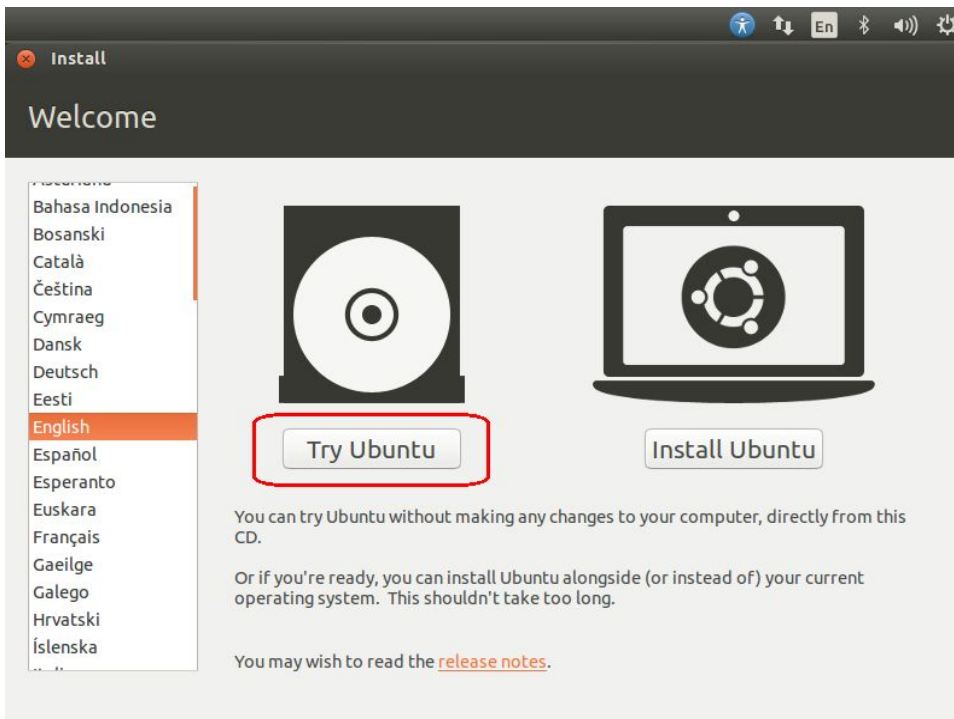 En
Install
Welcome
Bahasa Indonesia
Bosanski
Català
Čeština
Cymraeg
Dansk
Deutsch
Eesti
English
Español
Esperanto
Euskara
Français
Gaeilge
Galego
Hrvatski
Íslenska
Try Ubuntu
Install Ubuntu
You can try Ubuntu without making any changes to your computer, directly from this
CD.
Or if you're ready, you can install Ubuntu alongside (or instead of) your current
operating system. This shouldn't take too long.
You may wish to read the release notes.